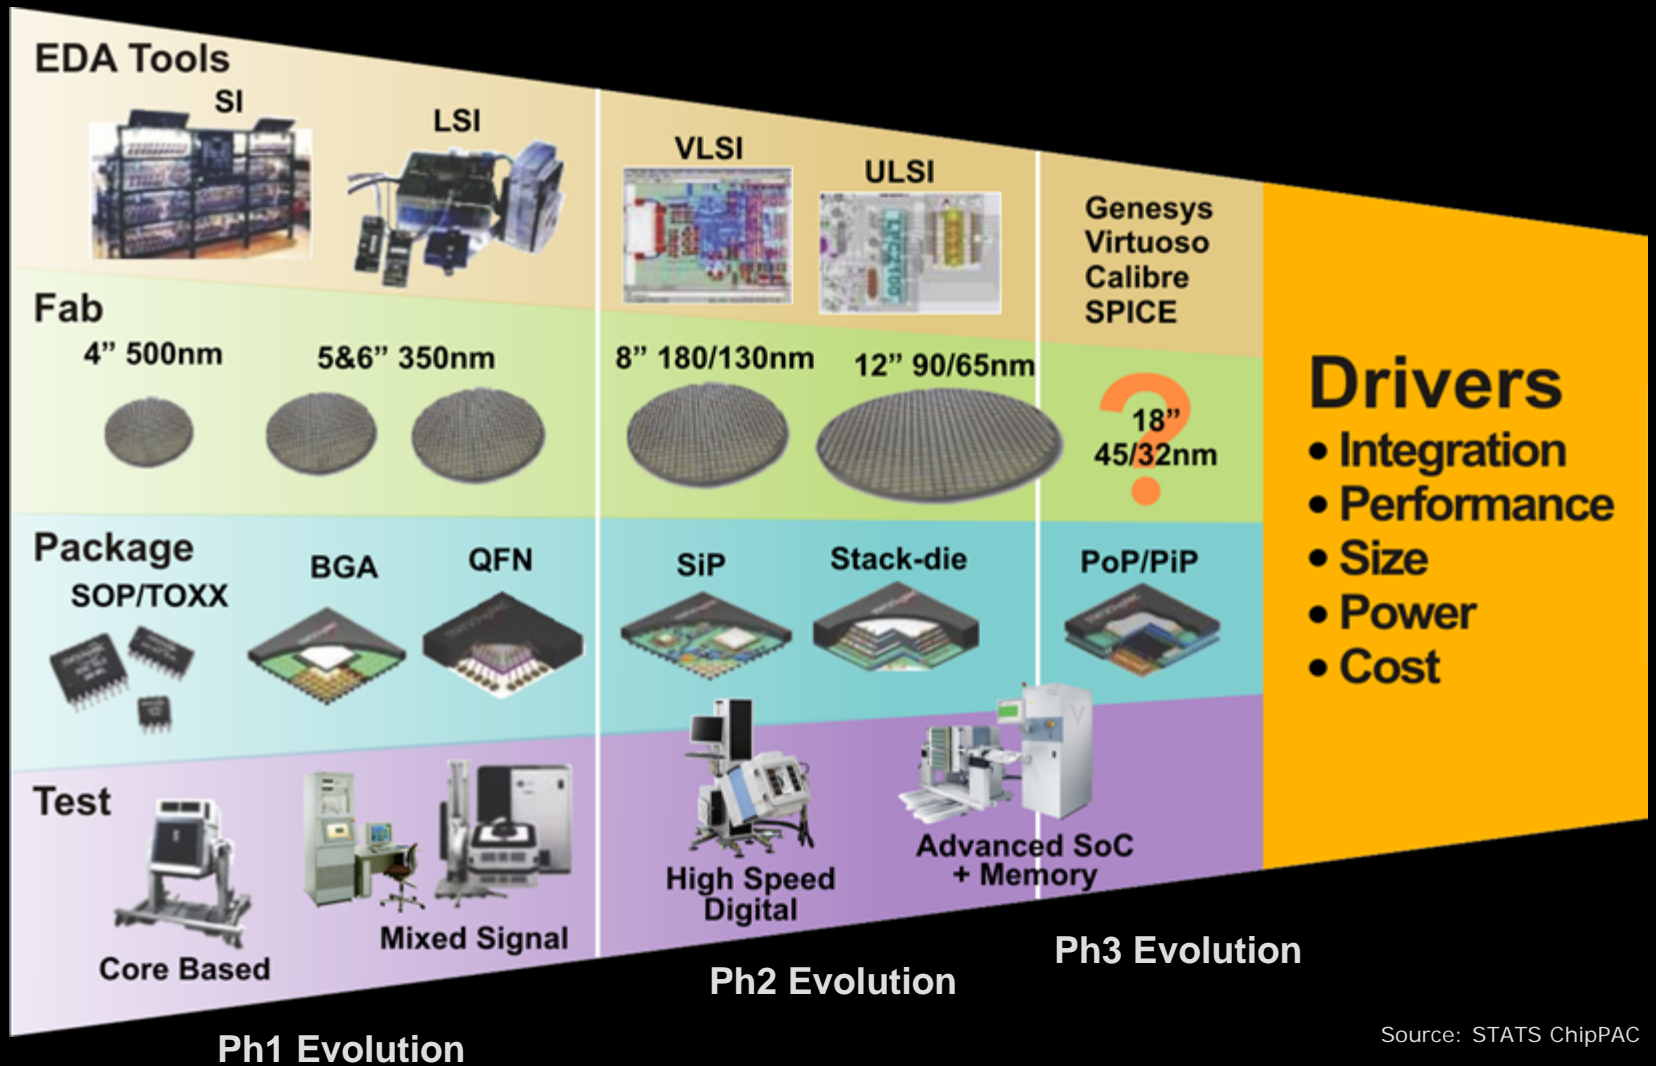 EDA Tools
SI
LSI
VLSI
ULSI
Genesys
Virtuoso
Calibre
SPICE
Fab
4” 500nm
5&6” 350nm
8” 180/130nm
12” 90/65nm
?
18”
45/32nm
Package
SOP/TOXX
BGA
QFN
SiP
Stack-die
PoP/PiP
Test
Core Based
Mixed Signal
High Speed
Digital
Advanced SoC
+ Memory
Drivers
• Integration
• Performance
• Size
• Power
• Cost
Ph1 Evolution
Ph2 Evolution
Ph3 Evolution
Source: STATS ChipPAC